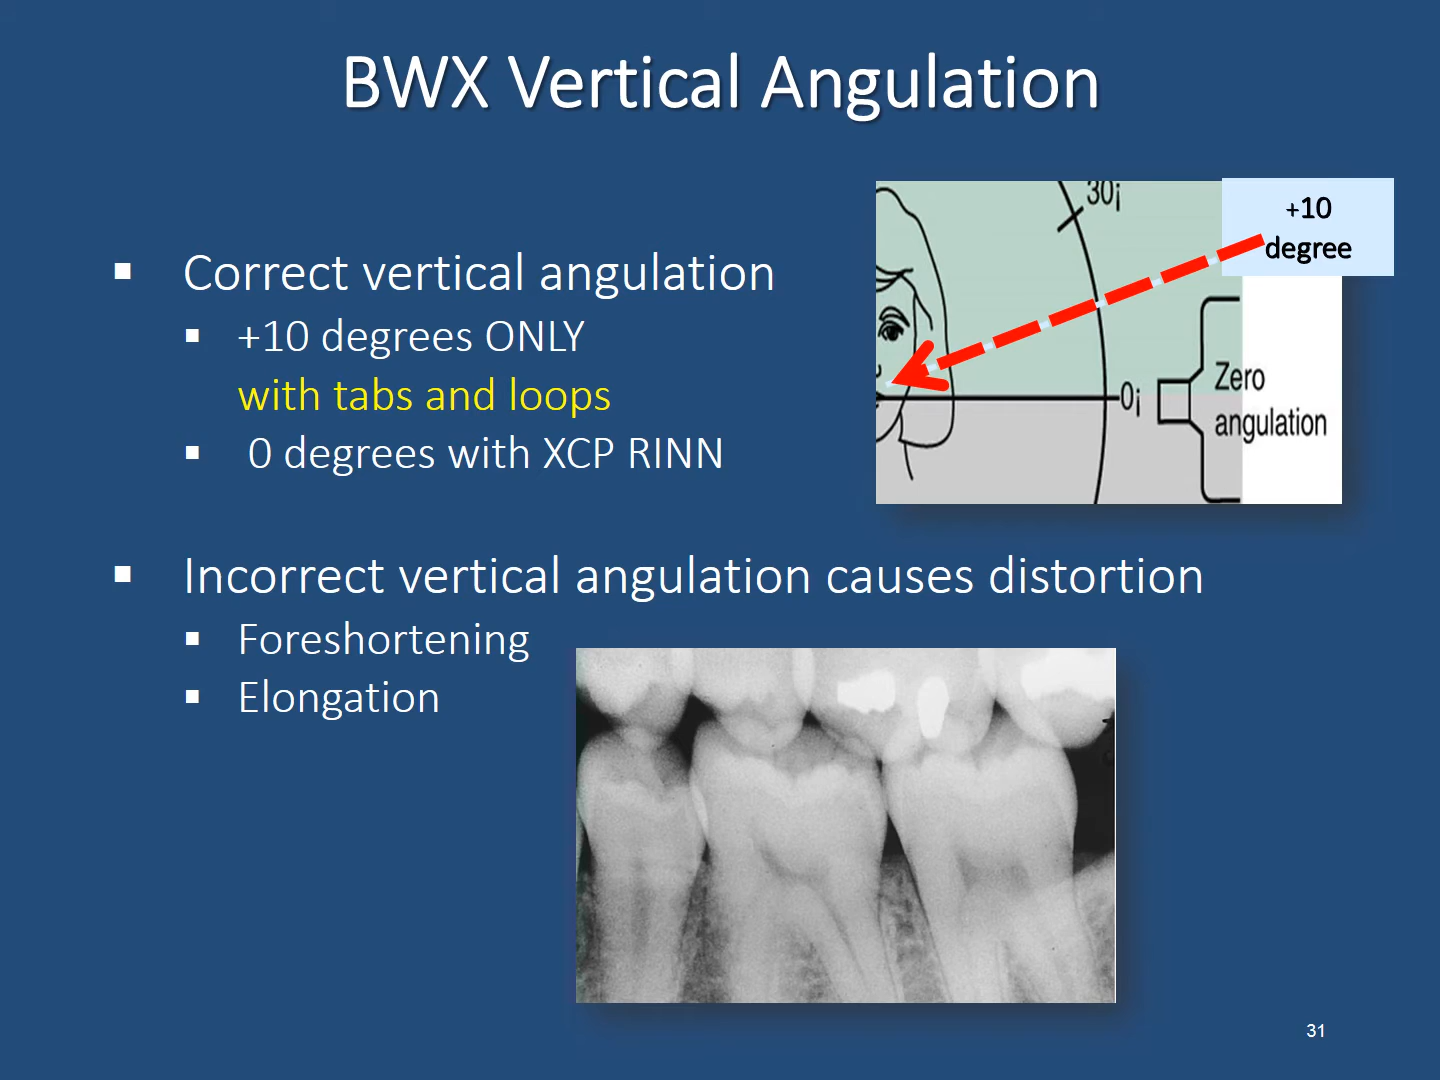 BWX Vertical Angulation
▪ Correct vertical angulation
▪ +10 degrees ONLY
with tabs and loops
▪ 0 degrees with XCP RINN
▪ Incorrect vertical angulation causes distortion
▪ Foreshortening
▪ Elongation
+10
degree
30¡
0¡
Zero
angulation
31